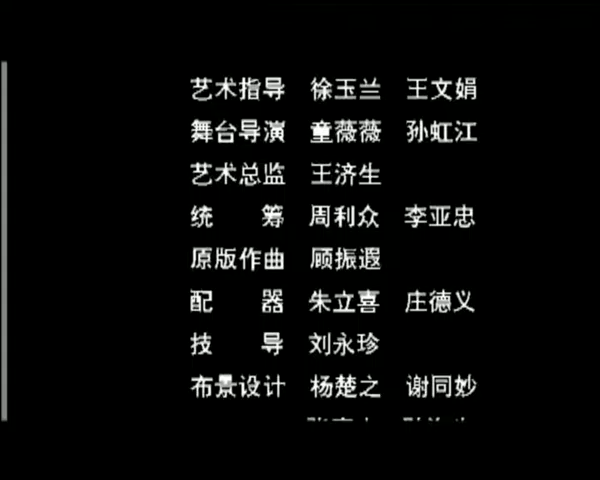 艺术指导 徐玉兰 王文娟
舞台导演 童薇薇 孙虹江
艺术总监 王济生
统 筹 周利众 李亚忠
原版作曲 顾振遐
配 器 朱立喜 庄德义
技 导 刘永珍
布景设计 杨楚之 谢同妙